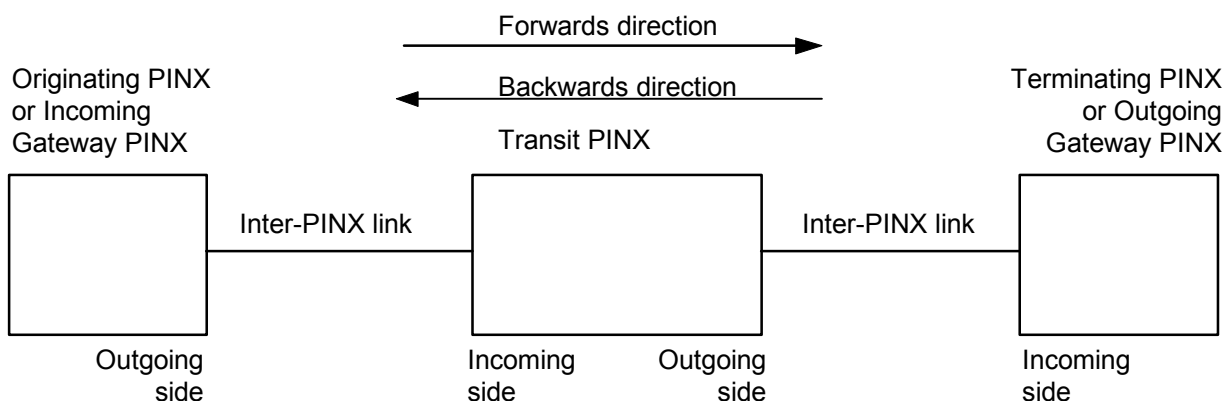 Forwards direction
Backwards direction
Originating PINX
or Incoming
Gateway PINX
Transit PINX
Terminating PINX
or Outgoing
Gateway PINX
Inter-PINX link
Inter-PINX link
Outgoing
side
Incoming
side
Outgoing
side
Incoming
side